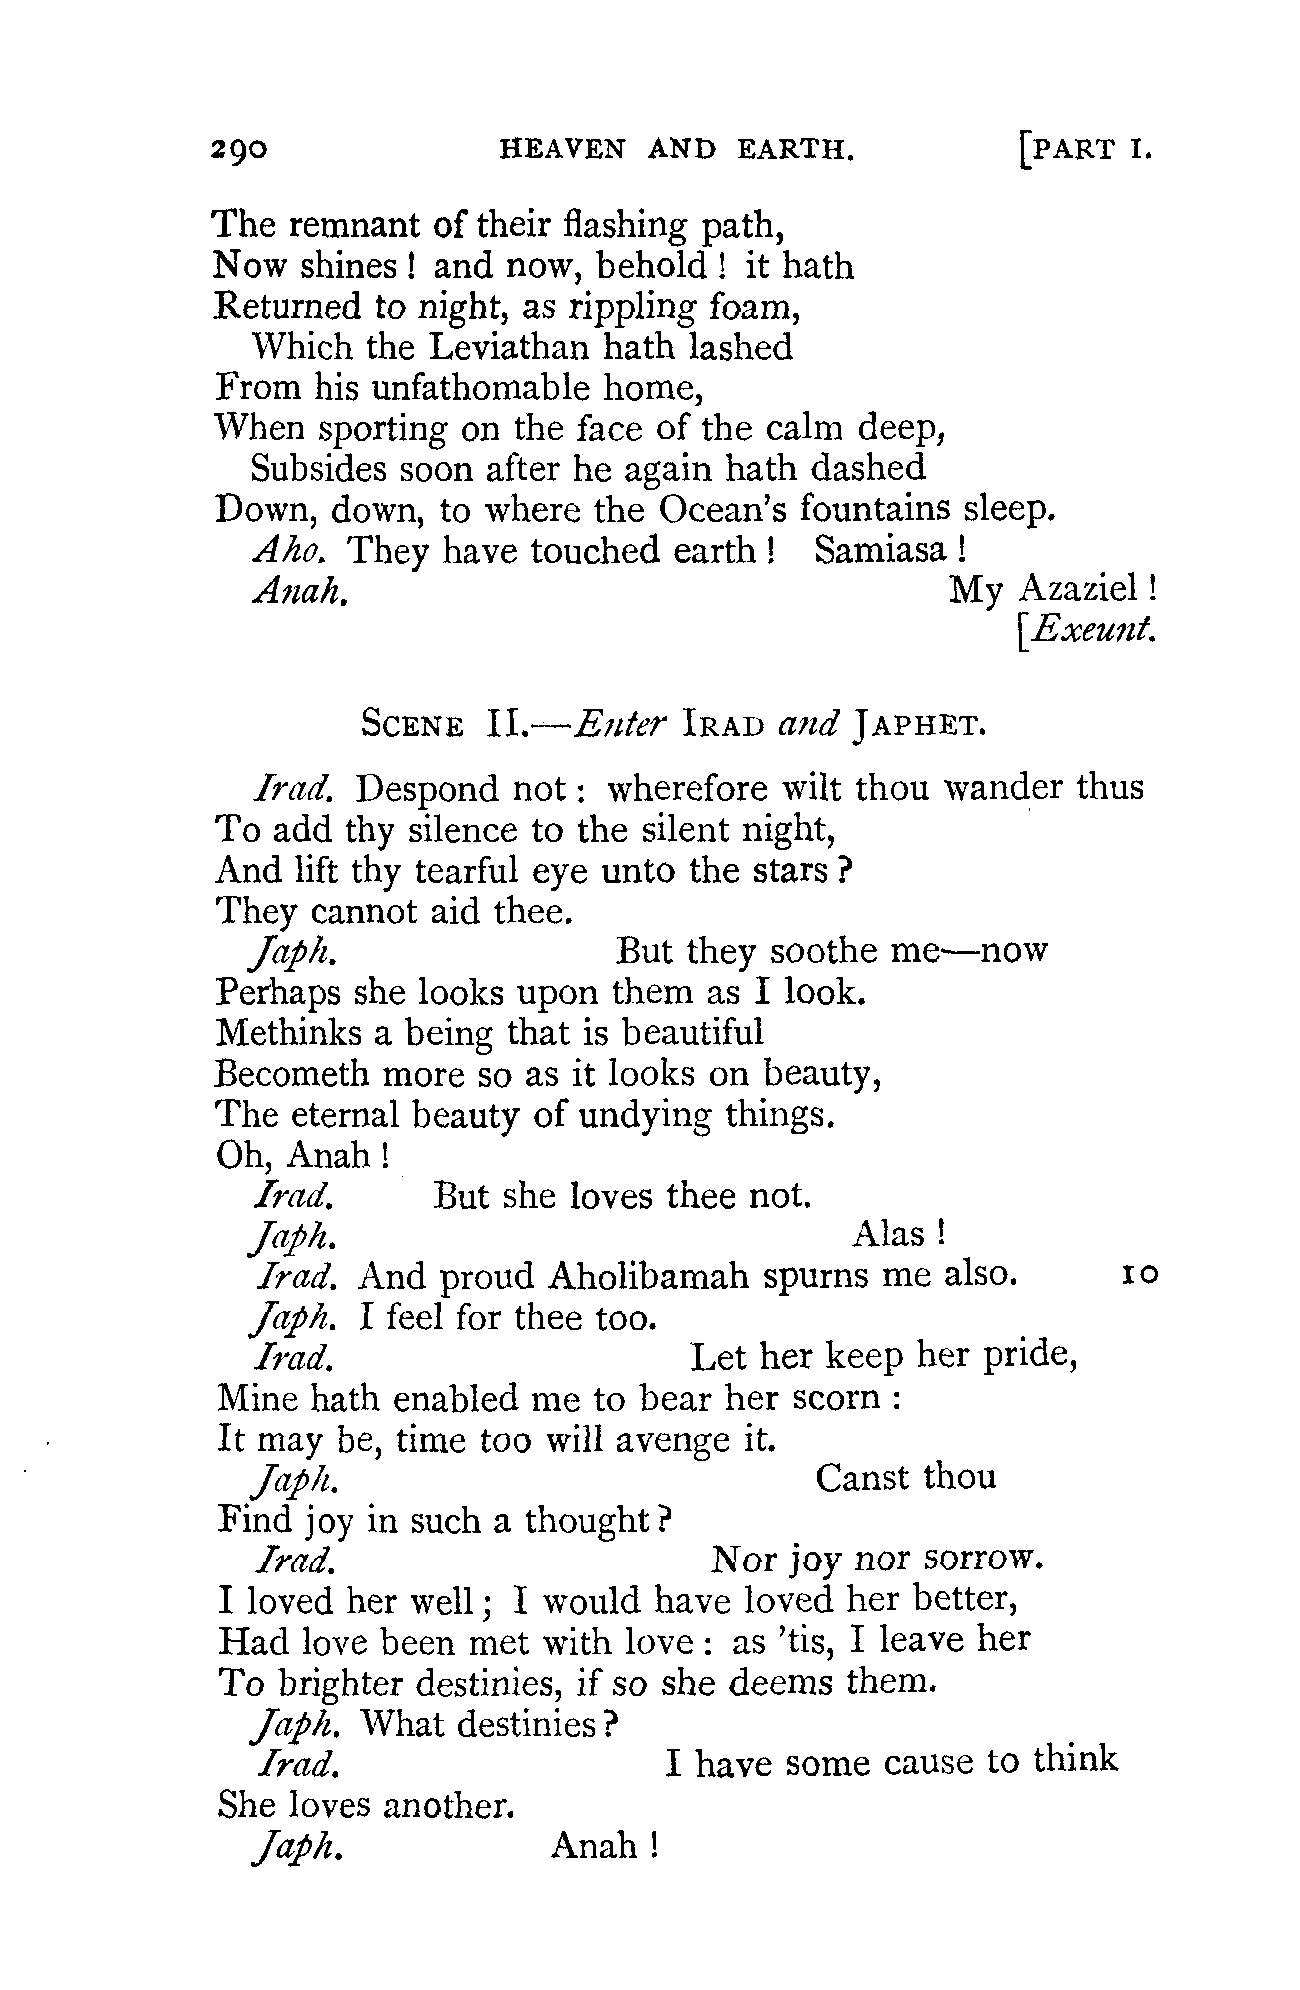 290 HEAVEN AND EARTH. [PART I.
The remnant of their flashing path,
Now shines! and now, behold! it hath
Returned to night, as rippling foam,
Which the Leviathan hath lashed
From his unfathomable home,
When sporting on the face of the calm deep,
Subsides soon after he again hath dashed
Down, down, to where the Ocean's fountains sleep.
Aho. They have touched earth! Samiasa!
Anah. My Azaziel!
[Exeunt.
SCENE II.—Enter IRAD and JAPHET.
Irad. Despond not: wherefore wilt thou wander thus
To add thy silence to the silent night,
And lift thy tearful eye unto the stars?
They cannot aid thee.
Japh. But they soothe me—now
Perhaps she looks upon them as I look.
Methinks a being that is beautiful
Becometh more so as it looks on beauty,
The eternal beauty of undying things.
Oh, Anah!
Irad. But she loves thee not.
Japh. Alas!
Irad. And proud Aholibamah spurns me also. 10
Japh. I feel for thee too.
Irad. Let her keep her pride,
Mine hath enabled me to bear her scorn:
It may be, time too will avenge it.
Japh. Canst thou
Find joy in such a thought?
Irad. Nor joy nor sorrow.
I loved her well; I would have loved her better,
Had love been met with love: as 'tis, I leave her
To brighter destinies, if so she deems them.
Japh. What destinies?
Irad. I have some cause to think
She loves another.
Japh. Anah!